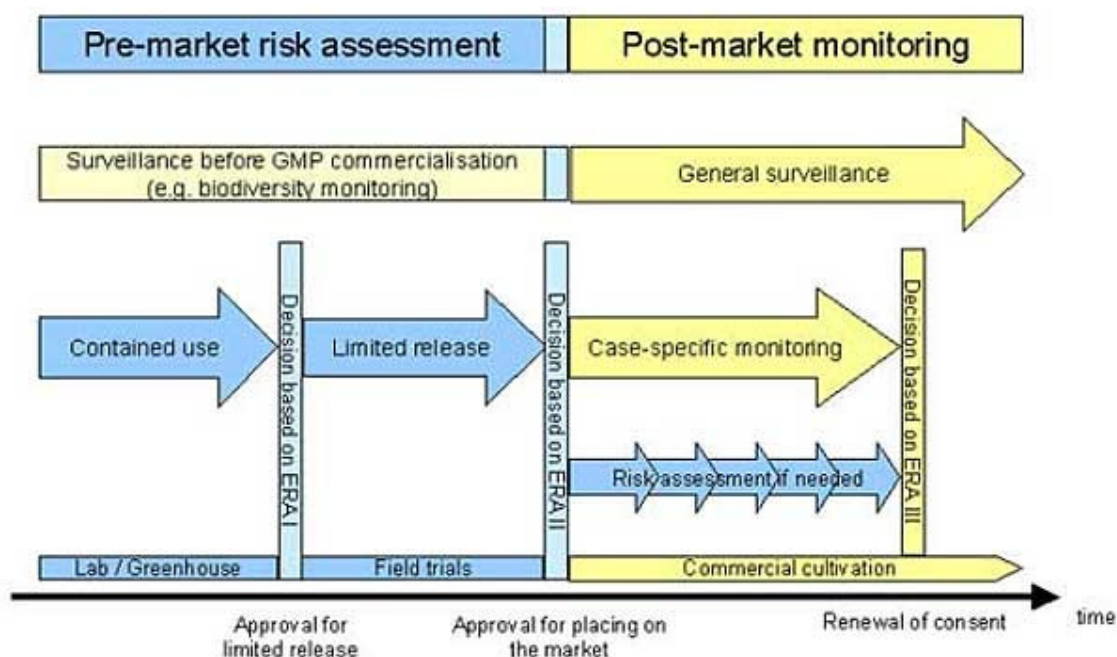 Pre-market risk assessment
Post-market monitoring
Surveillance before GMP commercialisation
(e.g. biodiversity monitoring)
General surveillance
Contained use
Decision based on ERA I
Limited release
Decision based on ERA II
Case-specific monitoring
Risk assessment if needed
Decision based on ERA III
Lab / Greenhouse
Field trials
Commercial cultivation
Approval for
limited release
Approval for placing on
the market
Renewal of consent
time